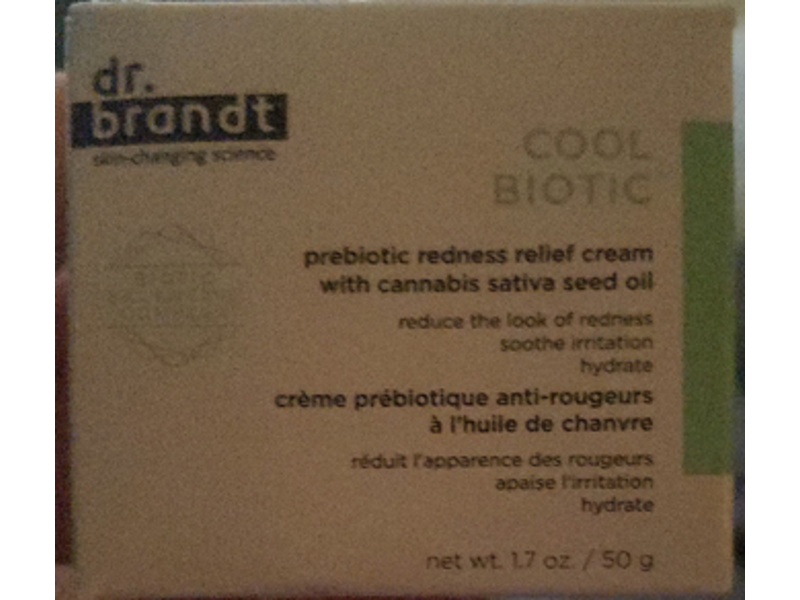 dr.
brandt
skin-changing science
COOL
BIOTIC
prebiotic redness relief cream
with cannabis sativa seed oil
reduce the look of redness
soothe irritation
hydrate
crème prébiotique anti-rougeurs
à l'huile de chanvre
réduit l'apparence des rougeurs
apaise l'irritation
hydrate
net wt. 1.7 oz. / 50 g